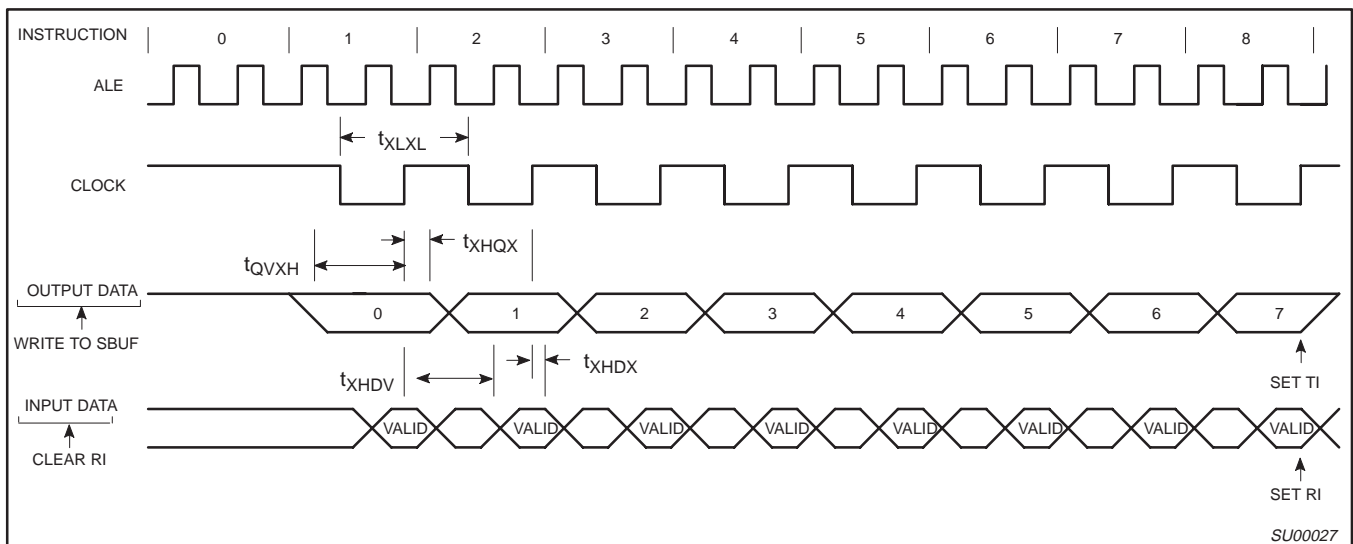 INSTRUCTION 0 1 2 3 4 5 6 7 8
ALE
tXLXL
CLOCK
tXHQX
tQVXH
OUTPUT DATA
0 1 2 3 4 5 6 7
WRITE TO SBUF
tXHDX
tXHDV
SET TI
INPUT DATA
VALID VALID VALID VALID VALID VALID VALID VALID
CLEAR RI
SET RI
SU00027